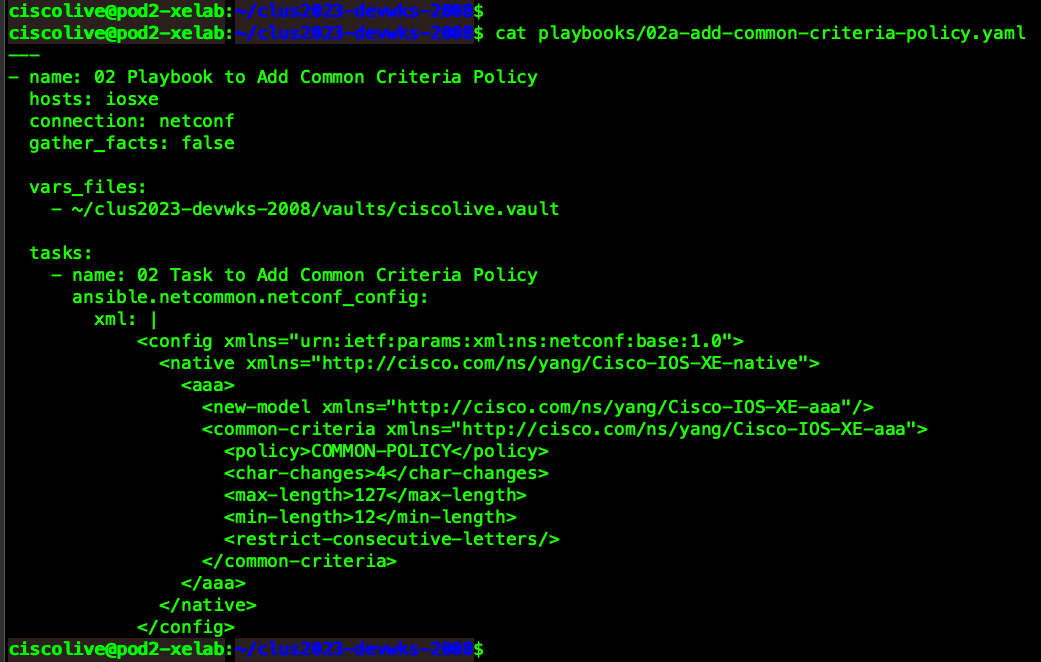 ciscolive@pod2-xelab:~/clus2023-devwks-2008$
ciscolive@pod2-xelab:~/clus2023-devwks-2008$ cat playbooks/02a-add-common-criteria-policy.yaml
---
- name: 02 Playbook to Add Common Criteria Policy
  hosts: iosxe
  connection: netconf
  gather_facts: false

  vars_files:
    - ~/clus2023-devwks-2008/vaults/ciscolive.vault

  tasks:
    - name: 02 Task to Add Common Criteria Policy
      ansible.netcommon.netconf_config:
        xml: |
            <config xmlns="urn:ietf:params:xml:ns:netconf:base:1.0">
              <native xmlns="http://cisco.com/ns/yang/Cisco-IOS-XE-native">
                <aaa>
                  <new-model xmlns="http://cisco.com/ns/yang/Cisco-IOS-XE-aaa"/>
                  <common-criteria xmlns="http://cisco.com/ns/yang/Cisco-IOS-XE-aaa">
                    <policy>COMMON-POLICY</policy>
                    <char-changes>4</char-changes>
                    <max-length>127</max-length>
                    <min-length>12</min-length>
                    <restrict-consecutive-letters/>
                  </common-criteria>
                </aaa>
              </native>
            </config>
ciscolive@pod2-xelab:~/clus2023-devwks-2008$